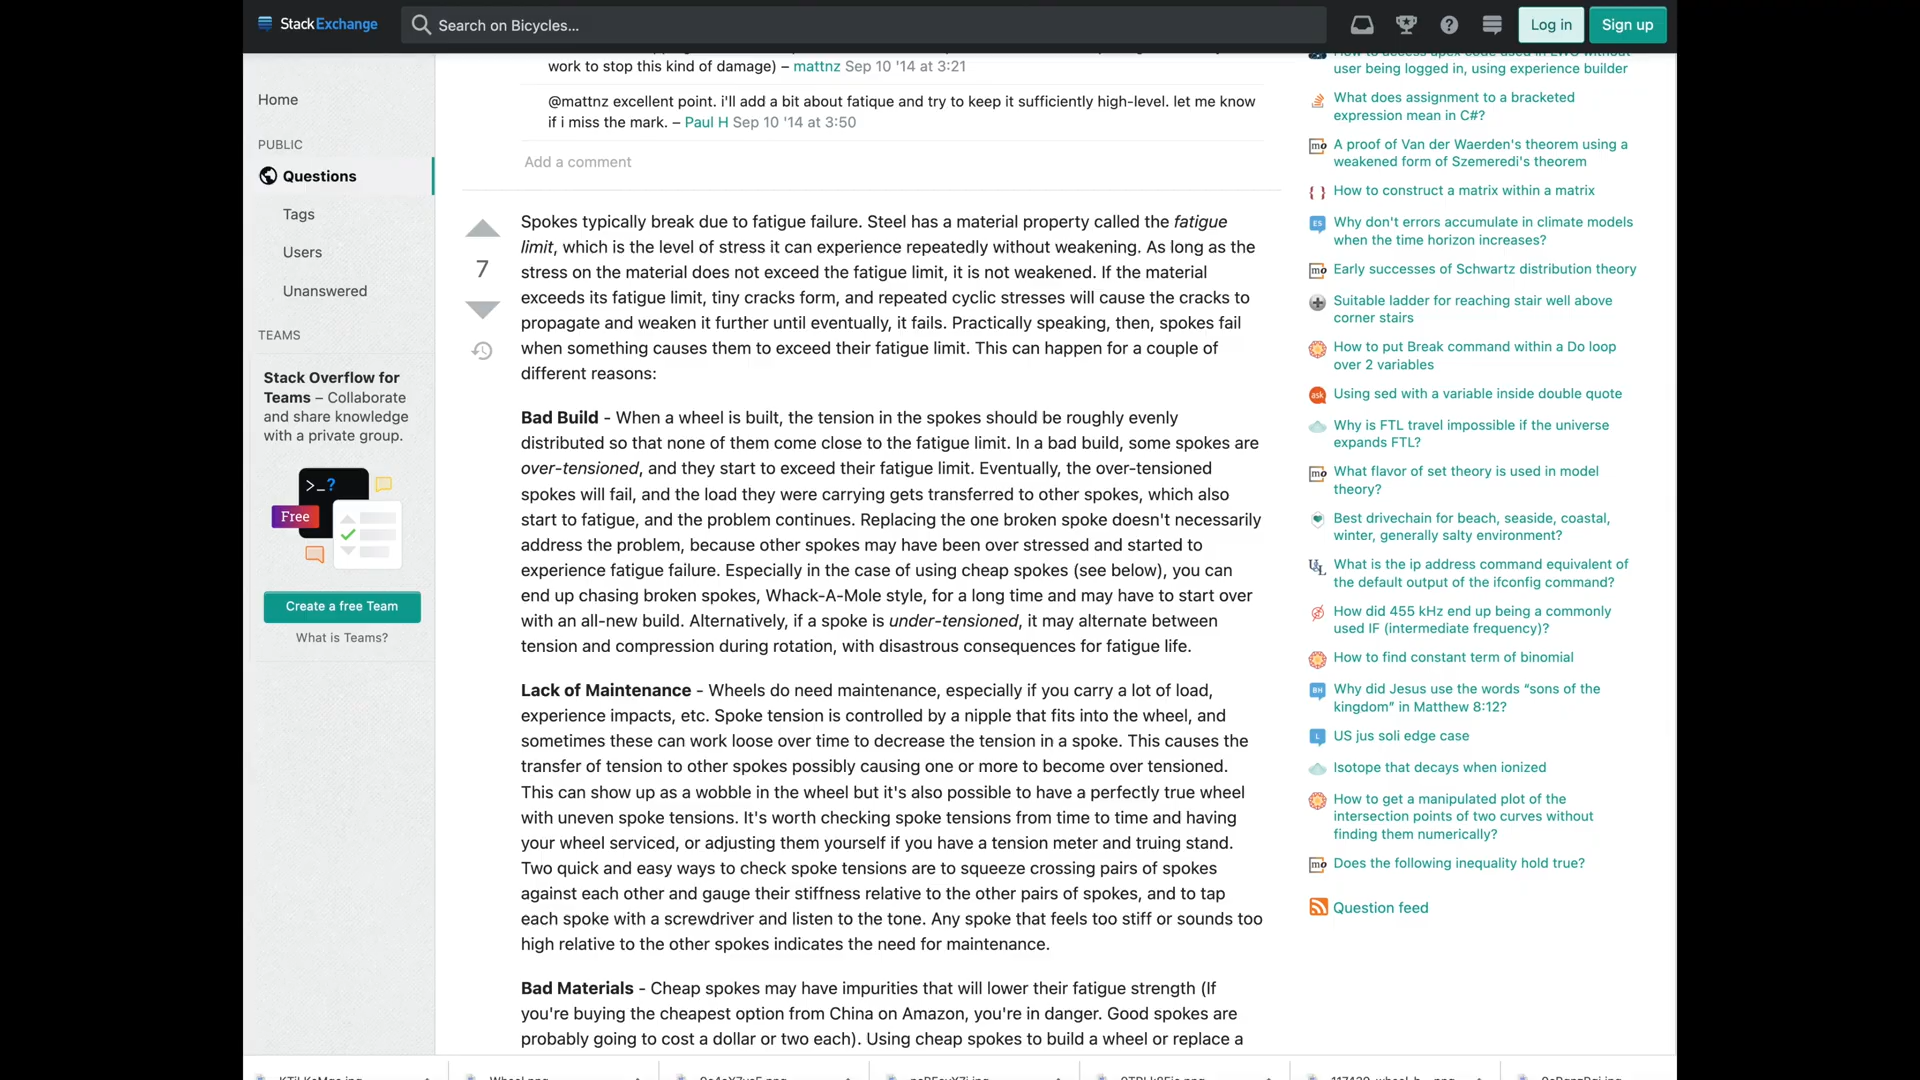 StackExchange
Search on Bicycles...
Log in
Sign up
Home
PUBLIC
Questions
Tags
Users
Unanswered
TEAMS
Stack Overflow for
Teams – Collaborate
and share knowledge
with a private group.
>_?
Free
Create a free Team
What is Teams?
work to stop this kind of damage) – mattnz Sep 10 '14 at 3:21
@mattnz excellent point. i'll add a bit about fatique and try to keep it sufficiently high-level. let me know
if i miss the mark. – Paul H Sep 10 '14 at 3:50
Add a comment
7
Spokes typically break due to fatigue failure. Steel has a material property called the fatigue
limit, which is the level of stress it can experience repeatedly without weakening. As long as the
stress on the material does not exceed the fatigue limit, it is not weakened. If the material
exceeds its fatigue limit, tiny cracks form, and repeated cyclic stresses will cause the cracks to
propagate and weaken it further until eventually, it fails. Practically speaking, then, spokes fail
when something causes them to exceed their fatigue limit. This can happen for a couple of
different reasons:
Bad Build - When a wheel is built, the tension in the spokes should be roughly evenly
distributed so that none of them come close to the fatigue limit. In a bad build, some spokes are
over-tensioned, and they start to exceed their fatigue limit. Eventually, the over-tensioned
spokes will fail, and the load they were carrying gets transferred to other spokes, which also
start to fatigue, and the problem continues. Replacing the one broken spoke doesn't necessarily
address the problem, because other spokes may have been over stressed and started to
experience fatigue failure. Especially in the case of using cheap spokes (see below), you can
end up chasing broken spokes, Whack-A-Mole style, for a long time and may have to start over
with an all-new build. Alternatively, if a spoke is under-tensioned, it may alternate between
tension and compression during rotation, with disastrous consequences for fatigue life.
Lack of Maintenance - Wheels do need maintenance, especially if you carry a lot of load,
experience impacts, etc. Spoke tension is controlled by a nipple that fits into the wheel, and
sometimes these can work loose over time to decrease the tension in a spoke. This causes the
transfer of tension to other spokes possibly causing one or more to become over tensioned.
This can show up as a wobble in the wheel but it's also possible to have a perfectly true wheel
with uneven spoke tensions. It's worth checking spoke tensions from time to time and having
your wheel serviced, or adjusting them yourself if you have a tension meter and truing stand.
Two quick and easy ways to check spoke tensions are to squeeze crossing pairs of spokes
against each other and gauge their stiffness relative to the other pairs of spokes, and to tap
each spoke with a screwdriver and listen to the tone. Any spoke that feels too stiff or sounds too
high relative to the other spokes indicates the need for maintenance.
Bad Materials - Cheap spokes may have impurities that will lower their fatigue strength (If
you're buying the cheapest option from China on Amazon, you're in danger. Good spokes are
probably going to cost a dollar or two each). Using cheap spokes to build a wheel or replace a
user being logged in, using experience builder
What does assignment to a bracketed
expression mean in C#?
A proof of Van der Waerden's theorem using a
weakened form of Szemeredi's theorem
How to construct a matrix within a matrix
Why don't errors accumulate in climate models
when the time horizon increases?
Early successes of Schwartz distribution theory
Suitable ladder for reaching stair well above
corner stairs
How to put Break command within a Do loop
over 2 variables
Using sed with a variable inside double quote
Why is FTL travel impossible if the universe
expands FTL?
What flavor of set theory is used in model
theory?
Best drivechain for beach, seaside, coastal,
winter, generally salty environment?
What is the ip address command equivalent of
the default output of the ifconfig command?
How did 455 kHz end up being a commonly
used IF (intermediate frequency)?
How to find constant term of binomial
Why did Jesus use the words “sons of the
kingdom” in Matthew 8:12?
US jus soli edge case
Isotope that decays when ionized
How to get a manipulated plot of the
intersection points of two curves without
finding them numerically?
Does the following inequality hold true?
Question feed